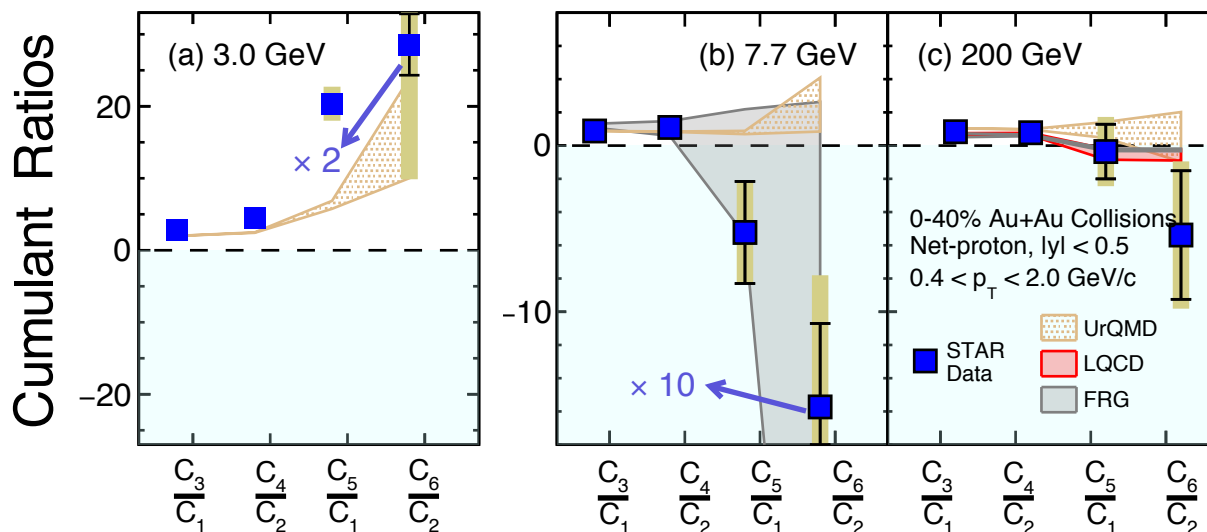 Cumulant Ratios
(a) 3.0 GeV
20
0
−20
× 2
C3/C1
C4/C2
C5/C1
C6/C2
(b) 7.7 GeV
0
−10
× 10
C3/C1
C4/C2
C5/C1
C6/C2
(c) 200 GeV
0-40% Au+Au Collisions
Net-proton, |y| < 0.5
0.4 < pT < 2.0 GeV/c
STAR
Data
UrQMD
LQCD
FRG
C3/C1
C4/C2
C5/C1
C6/C2